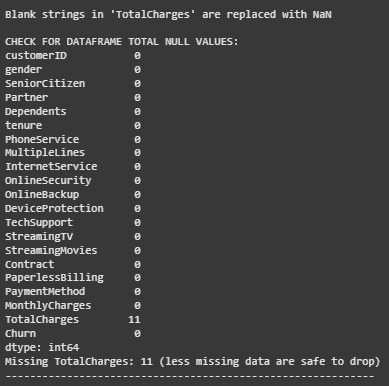 Blank strings in 'TotalCharges' are replaced with NaN
CHECK FOR DATAFRAME TOTAL NULL VALUES:
customerID 0
gender 0
SeniorCitizen 0
Partner 0
Dependents 0
tenure 0
PhoneService 0
MultipleLines 0
InternetService 0
OnlineSecurity 0
OnlineBackup 0
DeviceProtection 0
TechSupport 0
StreamingTV 0
StreamingMovies 0
Contract 0
PaperlessBilling 0
PaymentMethod 0
MonthlyCharges 0
TotalCharges 11
Churn 0
dtype: int64
Missing TotalCharges: 11 (less missing data are safe to drop)
------------------------------------------------------------